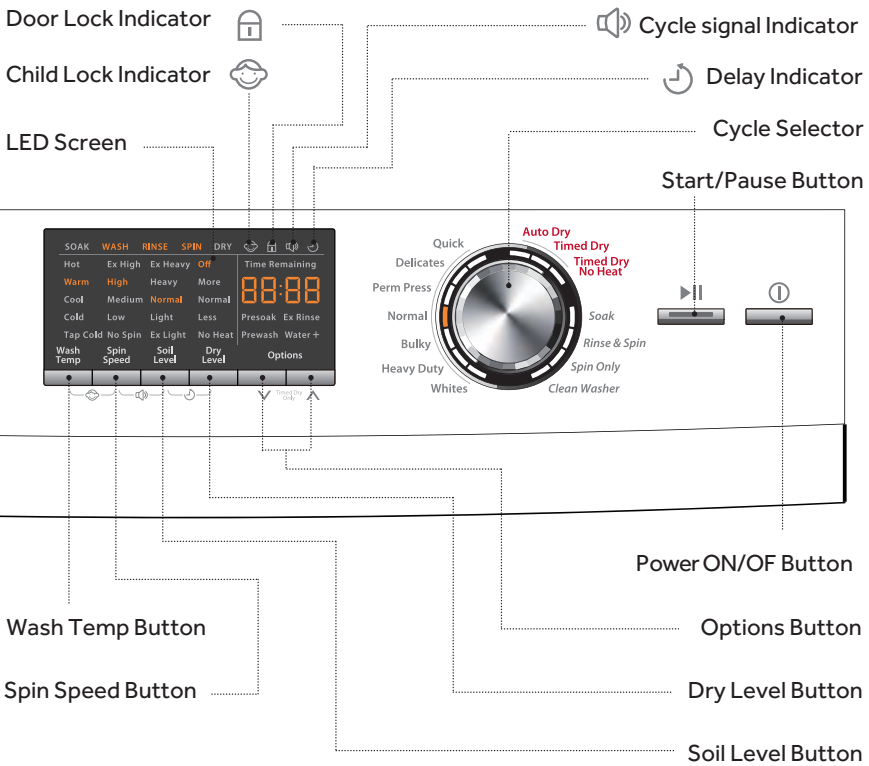 Door Lock Indicator
Cycle signal Indicator
Child Lock Indicator
Delay Indicator
Cycle Selector
LED Screen
Start/Pause Button
SOAK WASH RINSE SPIN DRY
Hot Ex High Ex Heavy Off Time Remaining
Warm High Heavy More 88:88
Cool Medium Normal Normal
Cold Low Light Less Presoak Ex Rinse
Tap Cold No Spin Ex Light No Heat Prewash Water+
Wash Temp
Spin Speed
Soil Level
Dry Level
Options
Timed Dry Only
Quick
Delicates
Perm Press
Normal
Bulky
Heavy Duty
Whites
Auto Dry
Timed Dry
Timed Dry
No Heat
Soak
Rinse & Spin
Spin Only
Clean Washer
Power ON/OF Button
Wash Temp Button
Options Button
Spin Speed Button
Dry Level Button
Soil Level Button